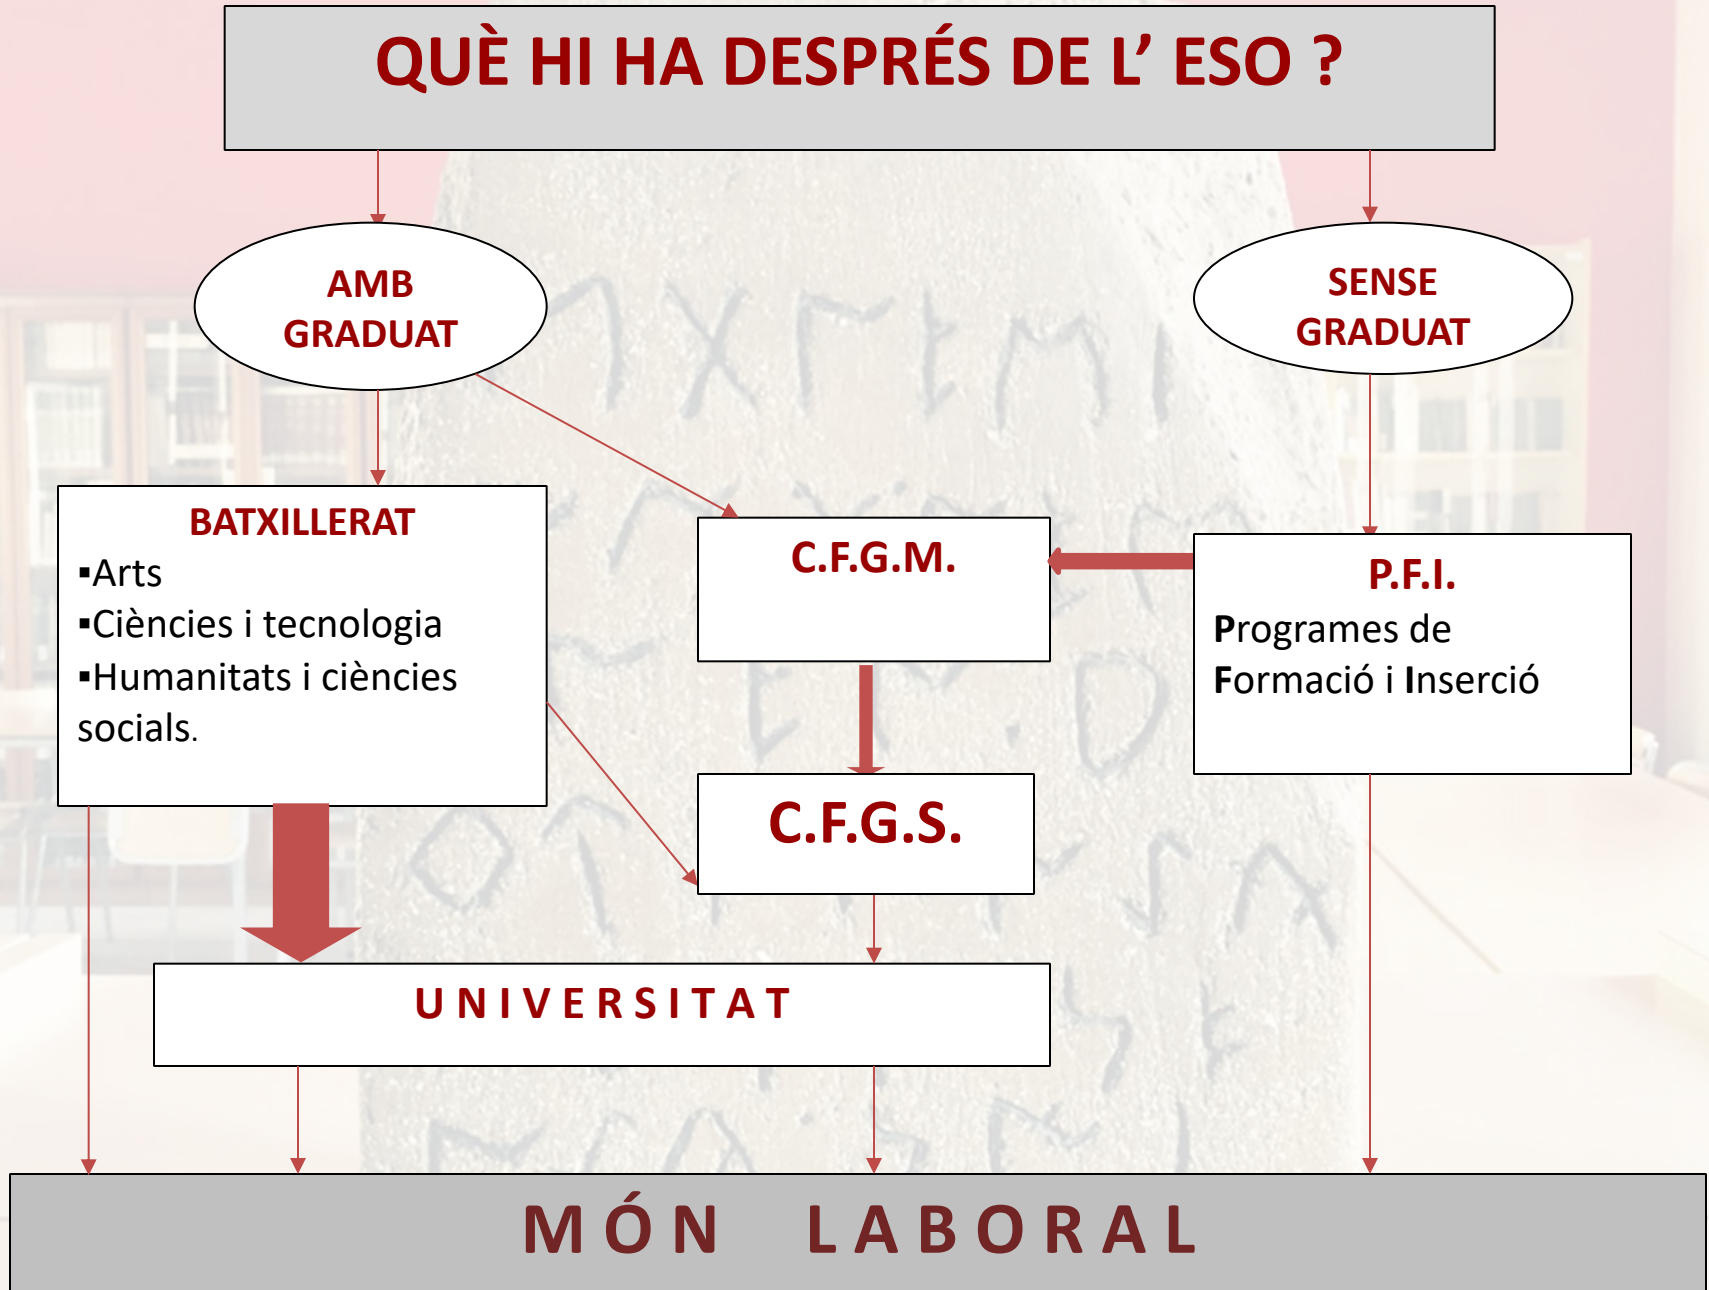 QUÈ HI HA DESPRÉS DE L’ ESO ?
AMB
GRADUAT
SENSE
GRADUAT
BATXILLERAT
▪Arts
▪Ciències i tecnologia
▪Humanitats i ciències
socials.
C.F.G.M.
P.F.I.
Programes de
Formació i Inserció
C.F.G.S.
U N I V E R S I T A T
M Ó N L A B O R A L